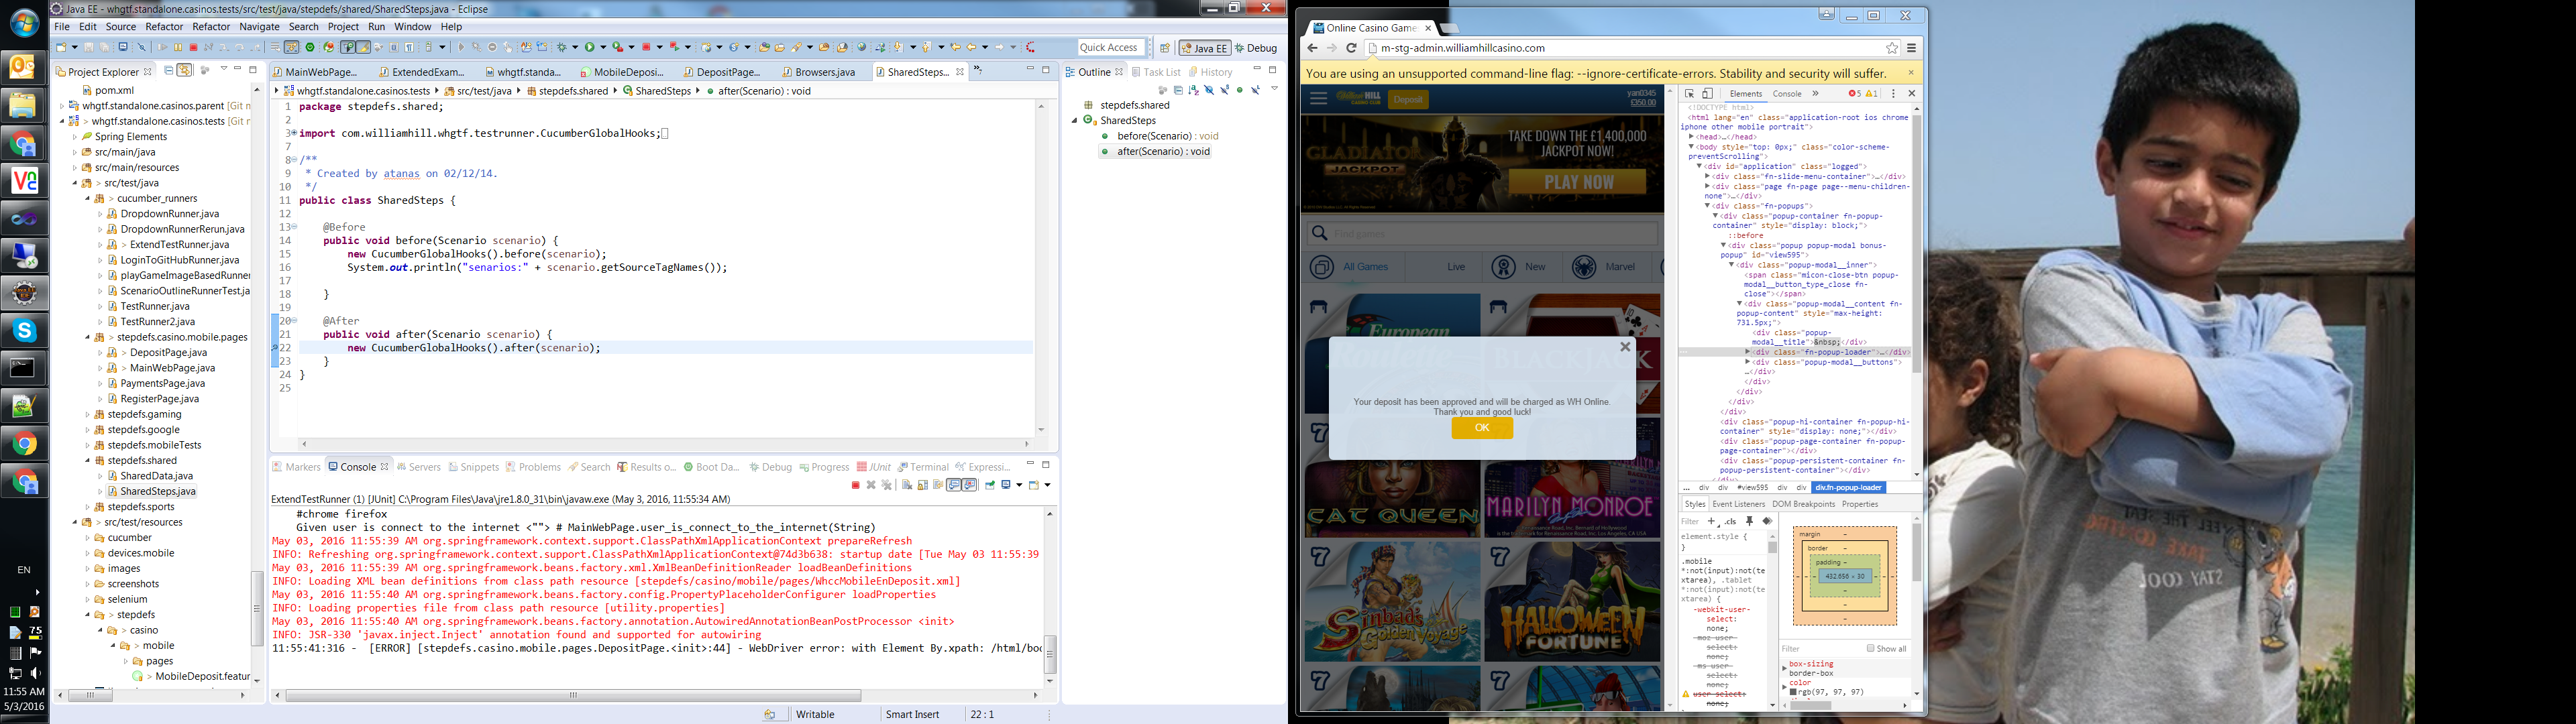 Java EE - whgtf.standalone.casinos.tests/src/test/java/stepdefs/shared/SharedSteps.java - Eclipse
File Edit Source Refactor Refactor Navigate Search Project Run Window Help
Quick Access
Java EE
Debug
Project Explorer
pom.xml
whgtf.standalone.casinos.parent [Git
> whgtf.standalone.casinos.tests [Git
Spring Elements
> src/main/java
> src/main/resources
> src/test/java
> cucumber_runners
DropdownRunner.java
DropdownRunnerRerun.java
> ExtendTestRunner.java
LoginToGitHubRunner.java
playGameImageBasedRunner
ScenarioOutlineRunnerTest.ja
TestRunner.java
TestRunner2.java
> stepdefs.casino.mobile.pages
> DepositPage.java
> MainWebPage.java
PaymentsPage.java
RegisterPage.java
stepdefs.gaming
stepdefs.google
stepdefs.mobileTests
stepdefs.shared
SharedData.java
SharedSteps.java
stepdefs.sports
> src/test/resources
cucumber
devices.mobile
images
screenshots
selenium
> stepdefs
> casino
> mobile
> pages
> MobileDeposit.featur
EN
75
11:55 AM
5/3/2016
MainWebPage...
ExtendedExam...
whgtf.standa...
MobileDeposi...
DepositPage...
Browsers.java
SharedSteps...
whgtf.standalone.casinos.tests
src/test/java
stepdefs.shared
SharedSteps
after(Scenario) : void
1 package stepdefs.shared;
2
3 import com.williamhill.whgtf.testrunner.CucumberGlobalHooks;
7
8 /**
9 * Created by atanas on 02/12/14.
10 */
11 public class SharedSteps {
12
13 @Before
14 public void before(Scenario scenario) {
15 new CucumberGlobalHooks().before(scenario);
16 System.out.println("senarios:" + scenario.getSourceTagNames());
17
18 }
19
20 @After
21 public void after(Scenario scenario) {
22 new CucumberGlobalHooks().after(scenario);
23 }
24 }
25
Markers Console Servers Snippets Problems Search Results o... Boot Da... Debug Progress JUnit Terminal Expressi...
ExtendTestRunner (1) [JUnit] C:\Program Files\Java\jre1.8.0_31\bin\javaw.exe (May 3, 2016, 11:55:34 AM)
#chrome firefox
Given user is connect to the internet <""> # MainWebPage.user_is_connect_to_the_internet(String)
May 03, 2016 11:55:39 AM org.springframework.context.support.ClassPathXmlApplicationContext prepareRefresh
INFO: Refreshing org.springframework.context.support.ClassPathXmlApplicationContext@74d3b638: startup date [Tue May 03 11:55:39
May 03, 2016 11:55:39 AM org.springframework.beans.factory.xml.XmlBeanDefinitionReader loadBeanDefinitions
INFO: Loading XML bean definitions from class path resource [stepdefs/casino/mobile/pages/WhccMobileEnDeposit.xml]
May 03, 2016 11:55:40 AM org.springframework.beans.factory.config.PropertyPlaceholderConfigurer loadProperties
INFO: Loading properties file from class path resource [utility.properties]
May 03, 2016 11:55:40 AM org.springframework.beans.factory.annotation.AutowiredAnnotationBeanPostProcessor <init>
INFO: JSR-330 'javax.inject.Inject' annotation found and supported for autowiring
11:55:41:316 - [ERROR] [stepdefs.casino.mobile.pages.DepositPage.<init>:44] - WebDriver error: with Element By.xpath: /html/boo
Writable
Smart Insert
22 : 1
Outline Task List History
stepdefs.shared
SharedSteps
before(Scenario) : void
after(Scenario) : void
Online Casino Game
m-stg-admin.williamhillcasino.com
You are using an unsupported command-line flag: --ignore-certificate-errors. Stability and security will suffer.
William HILL
CASINO CLUB
Deposit
yan0345
£350.00
GLADIATOR
JACKPOT
TAKE DOWN THE £1,400,000
JACKPOT NOW!
PLAY NOW
Find games
All Games
Live
New
Marvel
European
Your deposit has been approved and will be charged as WH Online.
Thank you and good luck!
OK
CAT QUEEN
MARILYN MONROE
Sinbad's
Golden Voyage
HALLOWEEN
FORTUNE
Elements Console » 5 1
<!DOCTYPE html>
<html lang="en" class="application-root ios chrome
iphone other mobile portrait">
<head>…</head>
<body style="top: 0px;" class="color-scheme-
preventScrolling">
<div id="application" class="logged">
<div class="fn-slide-menu-container">…</div>
<div class="page fn-page page--menu-children-
none">…</div>
<div class="fn-popups">
<div class="popup-container fn-popup-
container" style="display: block;">
::before
<div class="popup popup-modal bonus-
popup" id="view595">
<div class="popup-modal__inner">
<span class="micon-close-btn popup-
modal__button_type_close fn-
close"></span>
<div class="popup-modal__content fn-
popup-content" style="max-height:
731.5px;">
<div class="popup-
modal__title">&nbsp;</div>
<div class="fn-popup-loader">…</div>
<div class="popup-modal__buttons">
…</div>
</div>
</div>
</div>
</div>
<div class="popup-hi-container fn-popup-hi-
container" style="display: none;"></div>
<div class="popup-page-container fn-popup-
page-container"></div>
<div class="popup-persistent-container fn-
popup-persistent-container"></div>
... div div #view595 div div div.fn-popup-loader
Styles Event Listeners DOM Breakpoints Properties
Filter + .cls
element.style {
}
.mobile
*:not(input):not(te
xtarea), .tablet
*:not(input):not(te
xtarea) {
-webkit-user-
select:
none;
-moz-user-
select:
none;
-ms-user-
select:
none;
user-select:
none;
margin
border
padding
432.656 × 30
Filter
Show all
box-sizing
border-box
color
rgb(97, 97, 97)
STAY COOL